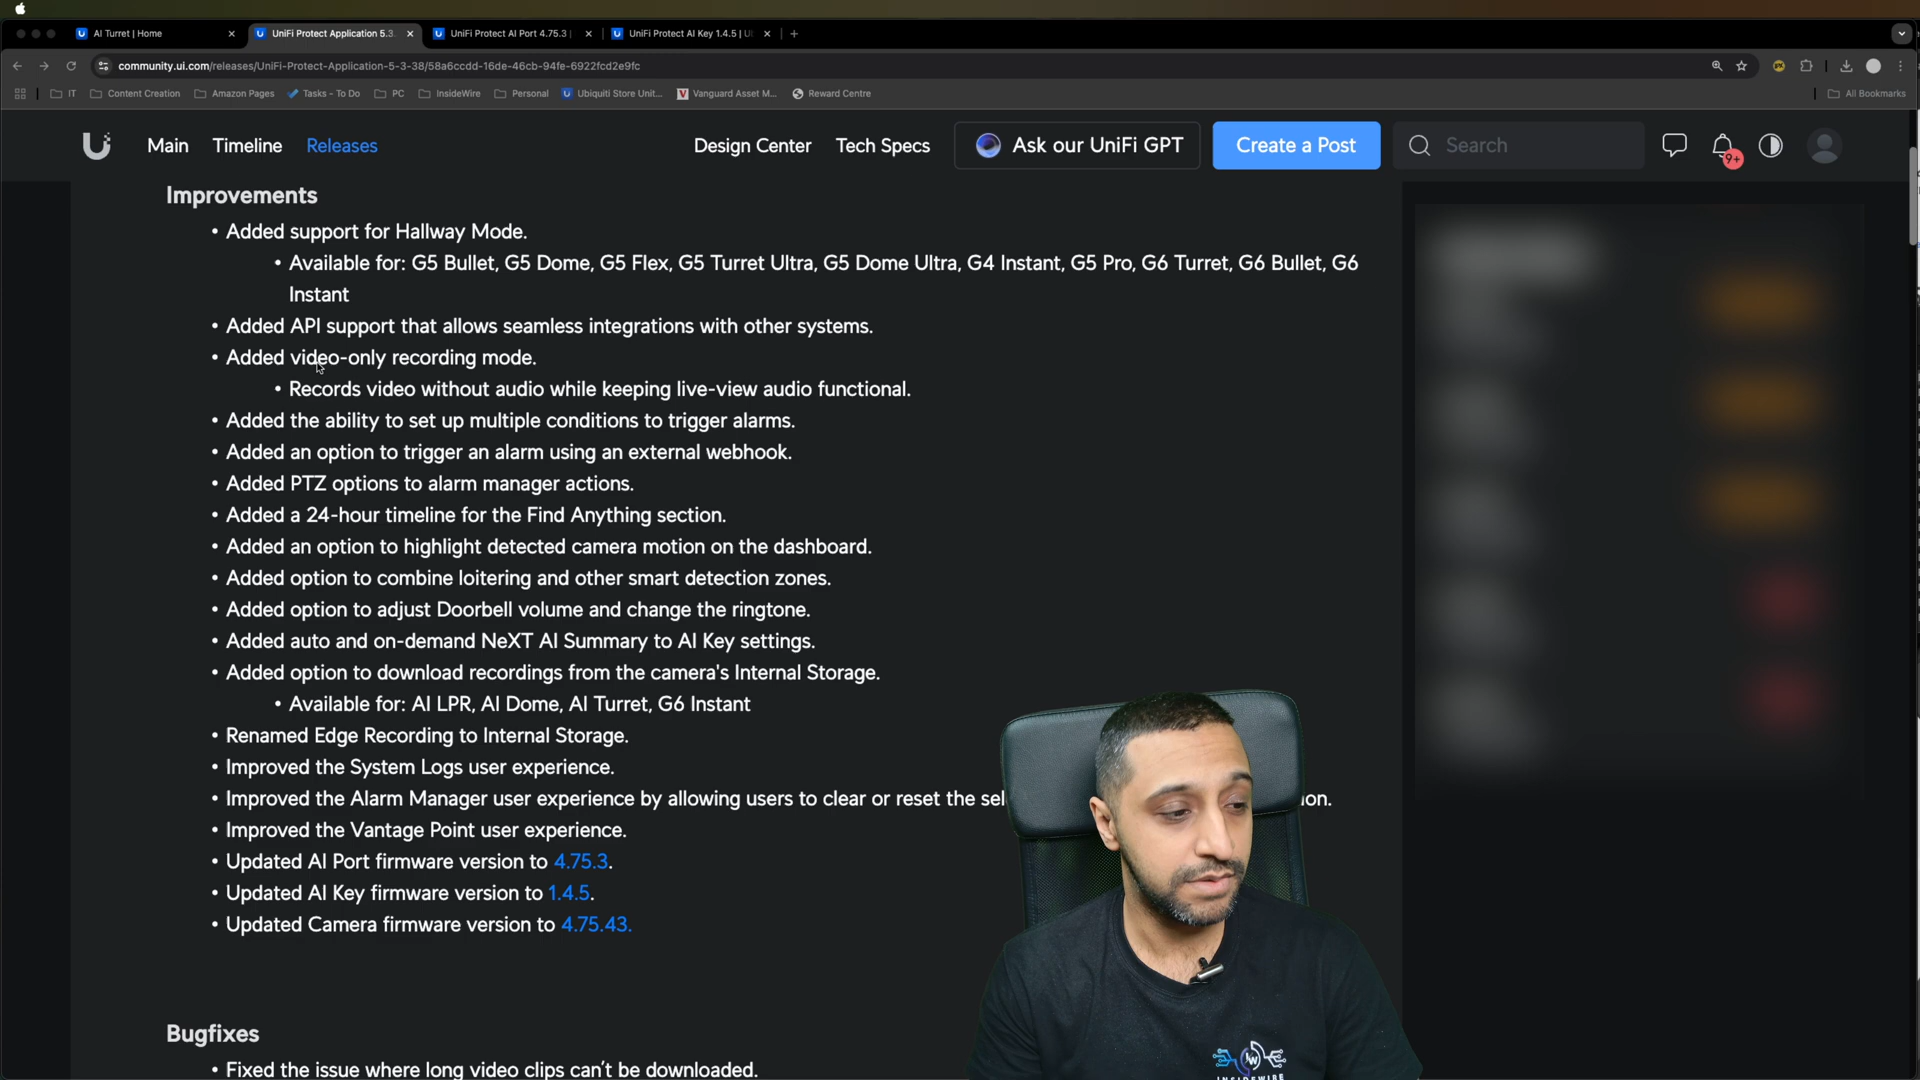 AI Turret | Home
UniFi Protect Application 5.3
UniFi Protect AI Port 4.75.3 |
UniFi Protect AI Key 1.4.5 | U
community.ui.com/releases/UniFi-Protect-Application-5-3-38/58a6ccdd-16de-46cb-94fe-6922fcd2e9fc
IT Content Creation Amazon Pages Tasks - To Do PC InsideWire Personal Ubiquiti Store Unit... Vanguard Asset M... Reward Centre All Bookmarks
Main Timeline Releases Design Center Tech Specs Ask our UniFi GPT Create a Post Search 9+
Improvements
• Added support for Hallway Mode.
• Available for: G5 Bullet, G5 Dome, G5 Flex, G5 Turret Ultra, G5 Dome Ultra, G4 Instant, G5 Pro, G6 Turret, G6 Bullet, G6
Instant
• Added API support that allows seamless integrations with other systems.
• Added video-only recording mode.
• Records video without audio while keeping live-view audio functional.
• Added the ability to set up multiple conditions to trigger alarms.
• Added an option to trigger an alarm using an external webhook.
• Added PTZ options to alarm manager actions.
• Added a 24-hour timeline for the Find Anything section.
• Added an option to highlight detected camera motion on the dashboard.
• Added option to combine loitering and other smart detection zones.
• Added option to adjust Doorbell volume and change the ringtone.
• Added auto and on-demand NeXT AI Summary to AI Key settings.
• Added option to download recordings from the camera's Internal Storage.
• Available for: AI LPR, AI Dome, AI Turret, G6 Instant
• Renamed Edge Recording to Internal Storage.
• Improved the System Logs user experience.
• Improved the Alarm Manager user experience by allowing users to clear or reset the sel on.
• Improved the Vantage Point user experience.
• Updated AI Port firmware version to 4.75.3.
• Updated AI Key firmware version to 1.4.5.
• Updated Camera firmware version to 4.75.43.
Bugfixes
• Fixed the issue where long video clips can't be downloaded.
IW
INSIDEWIRE